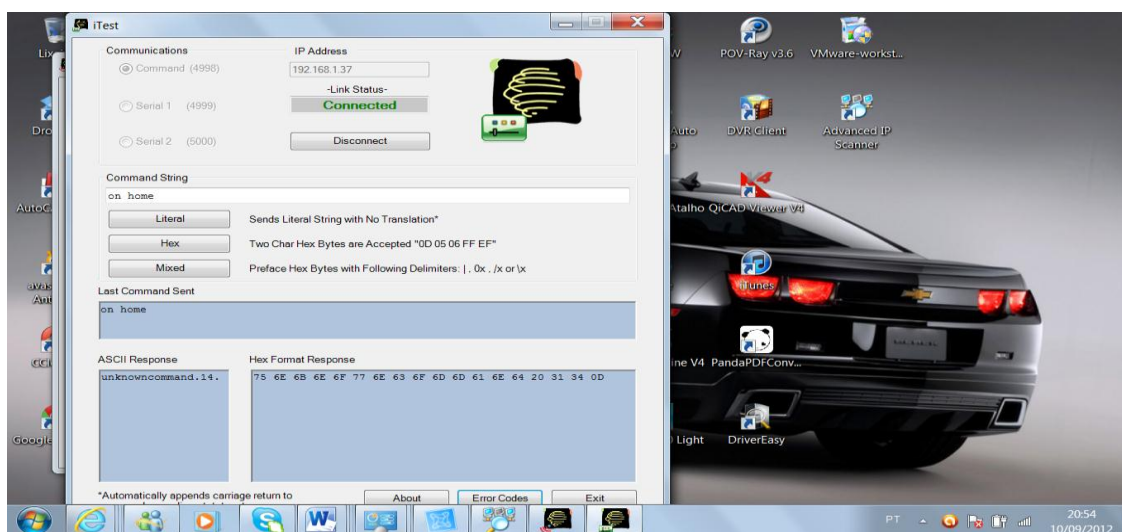 iTest
Communications
IP Address
Command (4998)
192.168.1.37
-Link Status-
Serial 1 (4999)
Connected
Serial 2 (5000)
Disconnect
Command String
on home
Literal
Sends Literal String with No Translation*
Hex
Two Char Hex Bytes are Accepted "0D 05 06 FF EF"
Mixed
Preface Hex Bytes with Following Delimiters: | , 0x , /x or \x
Last Command Sent
on home
ASCII Response
Hex Format Response
unknowncommand.14.
75 6E 6B 6E 6F 77 6E 63 6F 6D 6D 61 6E 64 20 31 34 0D
*Automatically appends carriage return to
About
Error Codes
Exit
Lix
Dro
AutoC
Google
POV-Ray v3.6
VMware-workst...
Auto
DVR Client
Advanced IP
Scanner
Atalho
QiCAD Viewer V4
iTunes
ine V4
PandaPDFConv...
Light
DriverEasy
PT
20:54
10/09/2012